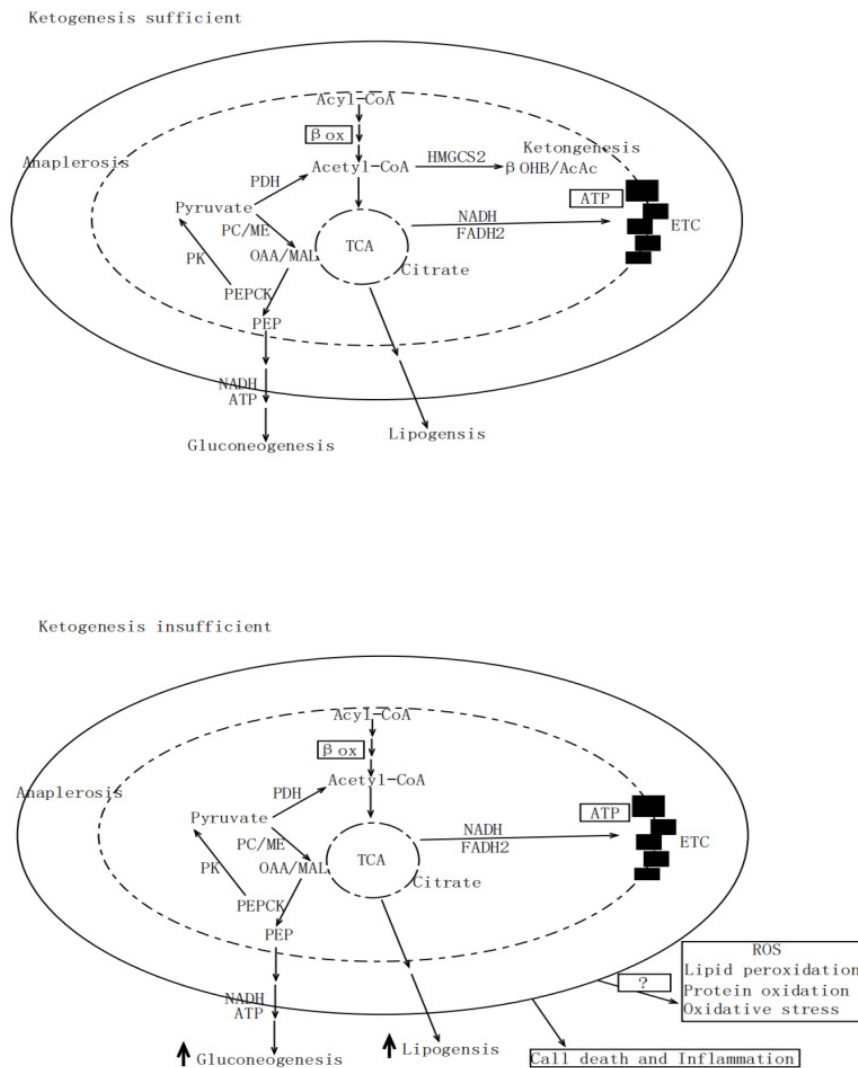 Ketogenesis sufficient
Acyl-CoA
β ox
Anaplerosis
Acetyl-CoA
HMGCS2
Ketongenesis
β OHB/AcAc
PDH
ATP
Pyruvate
NADH
FADH2
ETC
PC/ME
TCA
OAA/MAL
PK
Citrate
PEPCK
PEP
NADH
ATP
Lipogensis
Gluconeogenesis
Ketogenesis insufficient
Acyl-CoA
β ox
Anaplerosis
Acetyl-CoA
PDH
ATP
Pyruvate
NADH
FADH2
ETC
PC/ME
TCA
OAA/MAL
PK
Citrate
PEPCK
PEP
ROS
Lipid peroxidation
?
Protein oxidation
Oxidative stress
NADH
ATP
Gluconeogenesis
Lipogensis
Call death and Inflammation